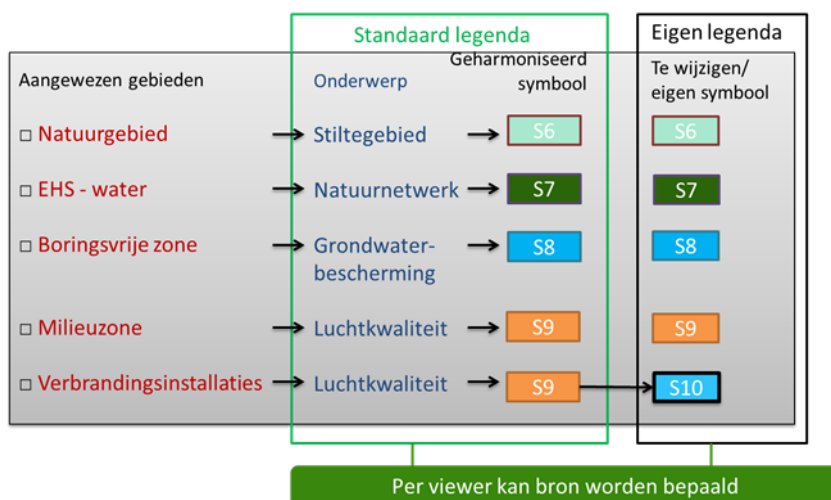 Standaard legenda
Eigen legenda
Aangewezen gebieden
Onderwerp
Geharmoniseerd
symbool
Te wijzigen/
eigen symbool
□ Natuurgebied
Stiltegebied
S6
S6
□ EHS - water
Natuurnetwerk
S7
S7
□ Boringsvrije zone
Grondwater-
bescherming
S8
S8
□ Milieuzone
Luchtkwaliteit
S9
S9
□ Verbrandingsinstallaties
Luchtkwaliteit
S9
S10
Per viewer kan bron worden bepaald